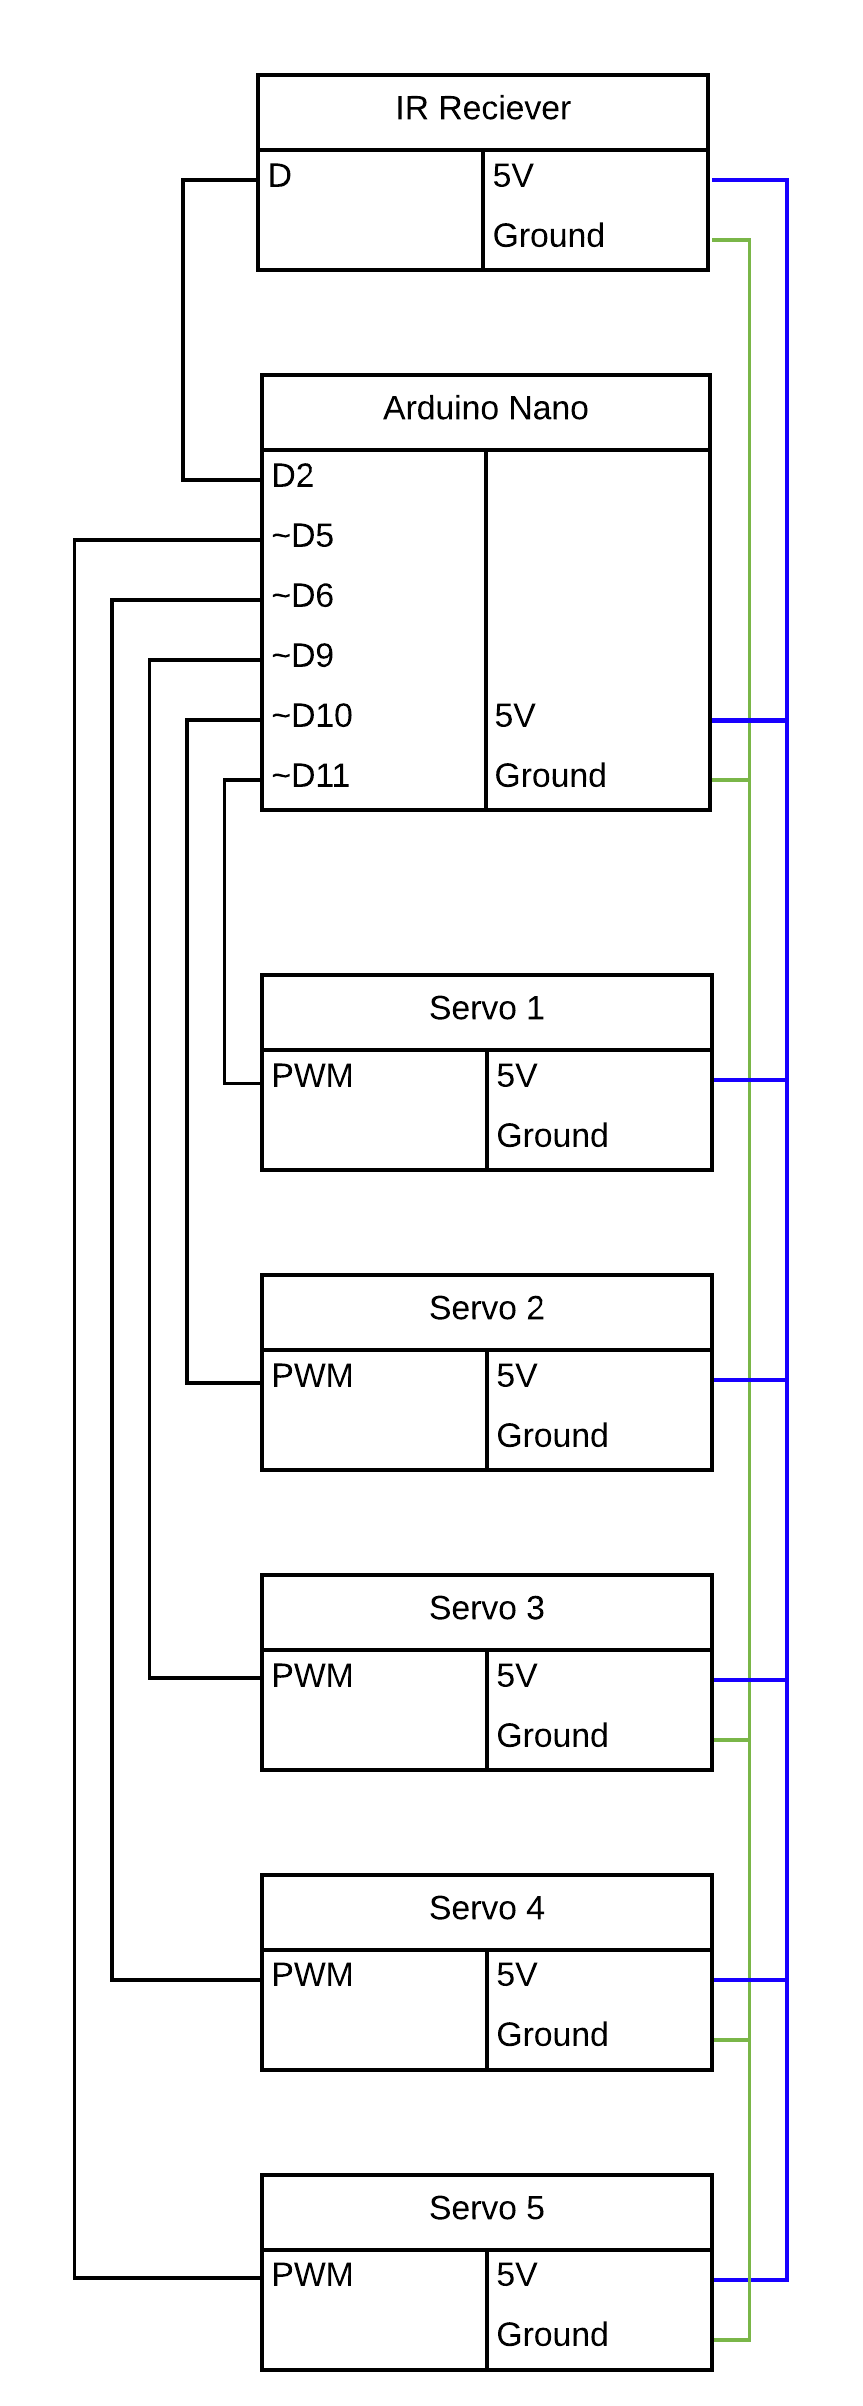 IR Reciever
D 5V
Ground
Arduino Nano
D2
~D5
~D6
~D9
~D10 5V
~D11 Ground
Servo 1
PWM 5V
Ground
Servo 2
PWM 5V
Ground
Servo 3
PWM 5V
Ground
Servo 4
PWM 5V
Ground
Servo 5
PWM 5V
Ground